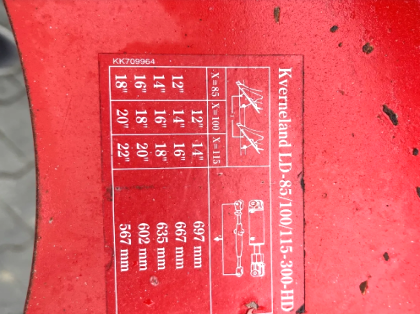 KK709964
Kverneland LD-85/100/115-300-HD
X=85 X=100 X=115
12" 14" 697 mm
12" 14" 16" 667 mm
14" 16" 18" 635 mm
16" 18" 20" 602 mm
18" 20" 22" 567 mm